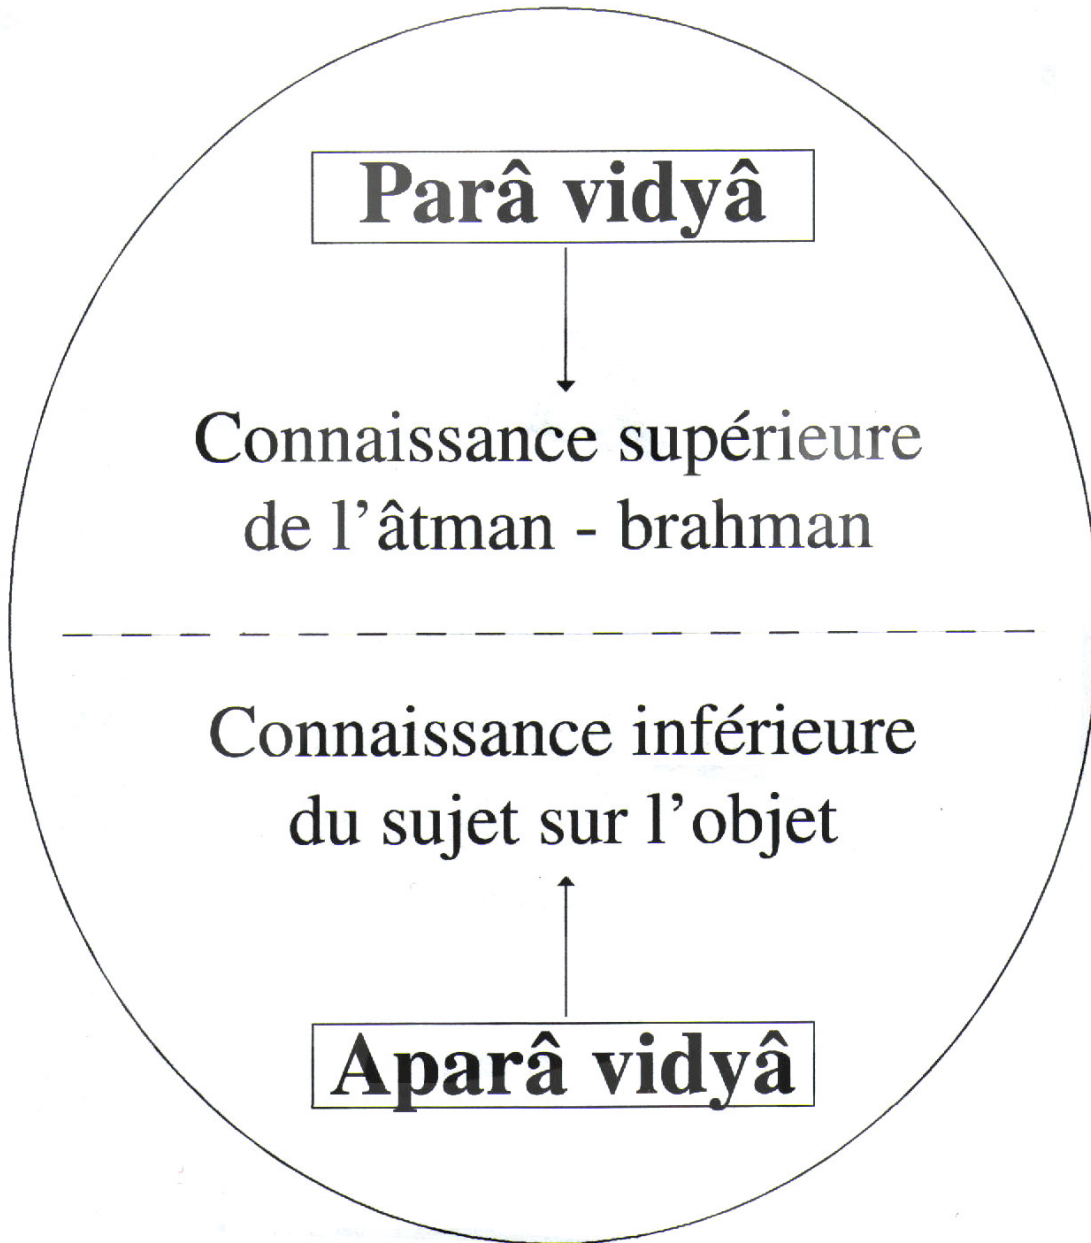 Parâ vidyâ
Connaissance supérieure
de l’âtman - brahman
Connaissance inférieure
du sujet sur l’objet
Aparâ vidyâ